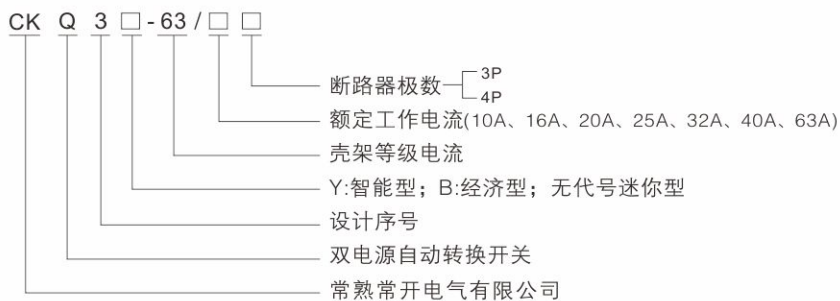 CK Q 3 □ - 63 / □ □
断路器极数 3P
4P
额定工作电流(10A、16A、20A、25A、32A、40A、63A)
壳架等级电流
Y:智能型；B:经济型；无代号迷你型
设计序号
双电源自动转换开关
常熟常开电气有限公司